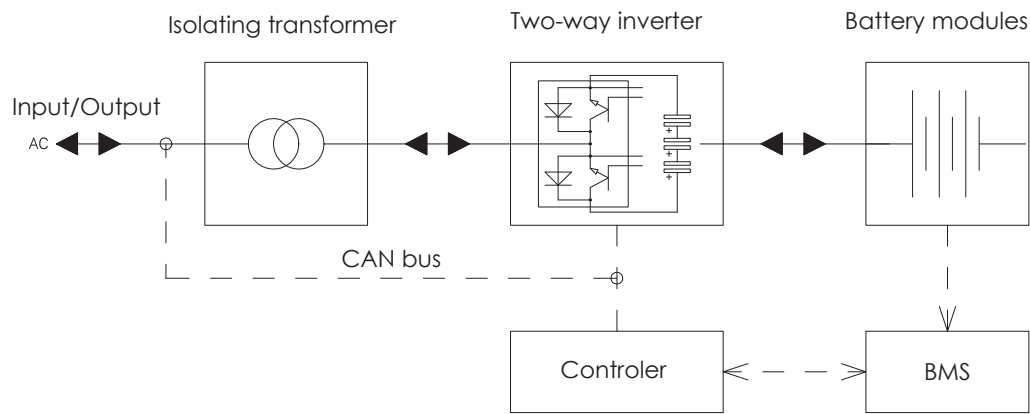 Isolating transformer
Two-way inverter
Battery modules
Input/Output
AC
+
+
+
CAN bus
Controler
BMS